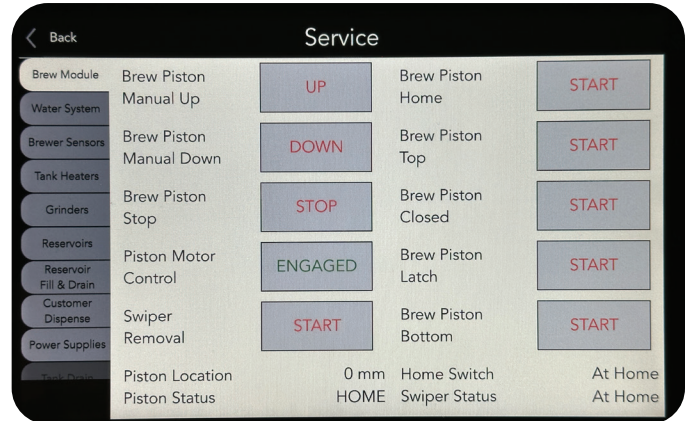 Back
Service
Brew Module
Water System
Brewer Sensors
Tank Heaters
Grinders
Reservoirs
Reservoir
Fill & Drain
Customer
Dispense
Power Supplies
Tank Drain
Brew Piston
Manual Up
UP
Brew Piston
Home
START
Brew Piston
Manual Down
DOWN
Brew Piston
Top
START
Brew Piston
Stop
STOP
Brew Piston
Closed
START
Piston Motor
Control
ENGAGED
Brew Piston
Latch
START
Swiper
Removal
START
Brew Piston
Bottom
START
Piston Location 0 mm Home Switch At Home
Piston Status HOME Swiper Status At Home